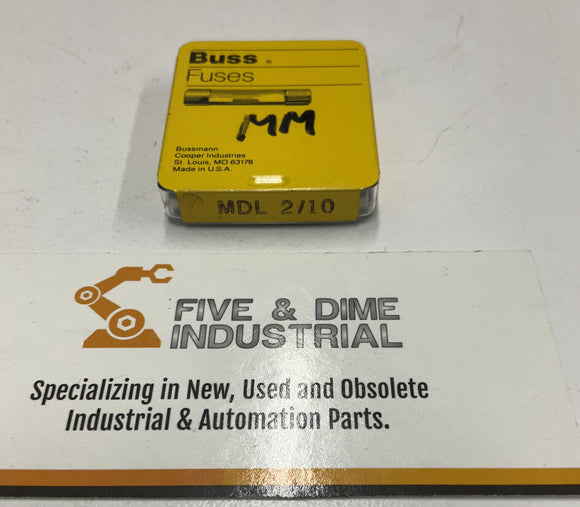 Buss®
Fuses
MM
Bussmann
Cooper Industries
St. Louis, MO 63178
Made in U.S.A.
MDL 2/10
FIVE & DIME
INDUSTRIAL
Specializing in New, Used and Obsolete
Industrial & Automation Parts.